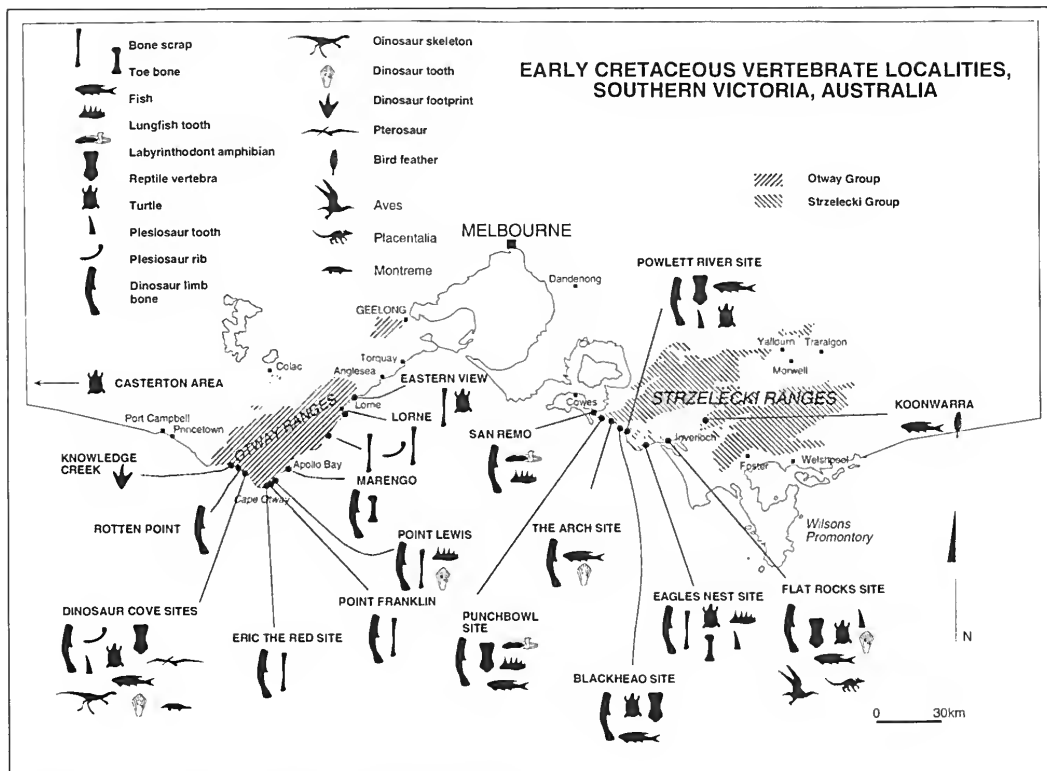 EARLY CRETACEOUS VERTEBRATE LOCALITIES,
SOUTHERN VICTORIA, AUSTRALIA
Bone scrap
Toe bone
Fish
Lungfish tooth
Labyrinthodont amphibian
Reptile vertebra
Turtle
Plesiosaur tooth
Plesiosaur rib
Dinosaur limb
bone
Oinosaur skeleton
Dinosaur tooth
Dinosaur footprint
Pterosaur
Bird feather
Aves
Placentalia
Montreme
Otway Group
Strzelecki Group
MELBOURNE
Dandenong
POWLETT RIVER SITE
GEELONG
Yallourn
Traralgon
Morwell
Torquay
Anglesea
Colac
CASTERTON AREA
EASTERN VIEW
Lorne
LORNE
Cowes
STRZELECKI RANGES
KOONWARRA
Port Campbell
Princetown
OTWAY RANGES
SAN REMO
Inverloch
KNOWLEDGE
CREEK
Apollo Bay
MARENGO
Foster
Welshpool
Cape Otway
ROTTEN POINT
POINT LEWIS
THE ARCH SITE
Wilsons
Promontory
DINOSAUR COVE SITES
ERIC THE RED SITE
POINT FRANKLIN
PUNCHBOWL
SITE
EAGLES NEST SITE
FLAT ROCKS SITE
BLACKHEAO SITE
N
0 30km